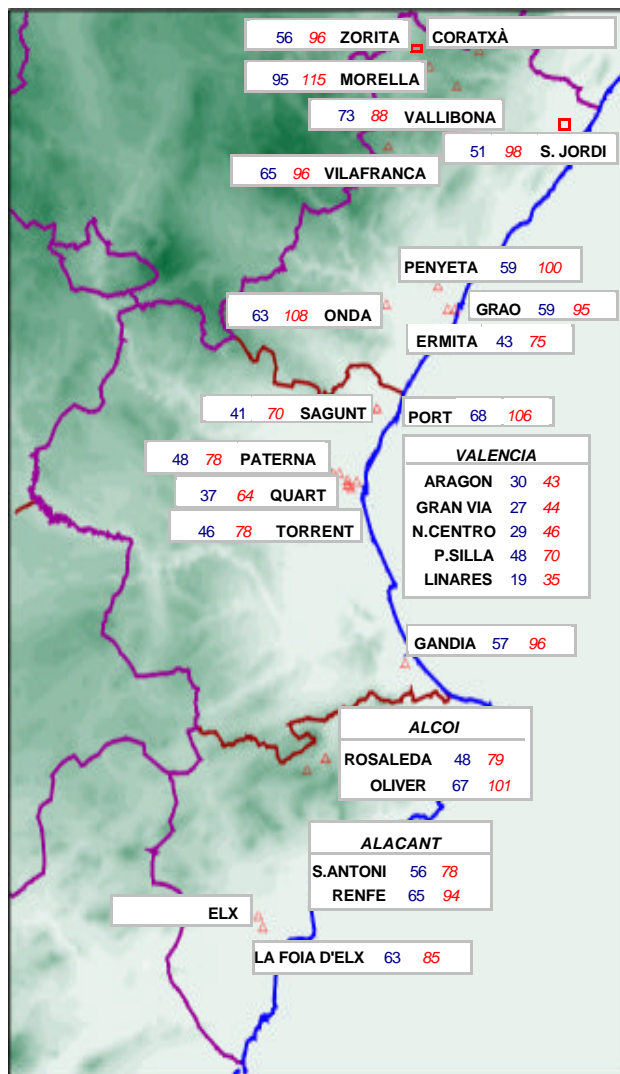 56 96 ZORITA
CORATXÀ
95 115 MORELLA
73 88 VALLIBONA
51 98 S. JORDI
65 96 VILAFRANCA
PENYETA 59 100
63 108 ONDA
GRAO 59 95
ERMITA 43 75
41 70 SAGUNT
PORT 68 106
48 78 PATERNA
37 64 QUART
46 78 TORRENT
VALENCIA
ARAGON 30 43
GRAN VIA 27 44
N.CENTRO 29 46
P.SILLA 48 70
LINARES 19 35
GANDIA 57 96
ALCOI
ROSALEDA 48 79
OLIVER 67 101
ALACANT
S.ANTONI 56 78
RENFE 65 94
ELX
LA FOIA D'ELX 63 85